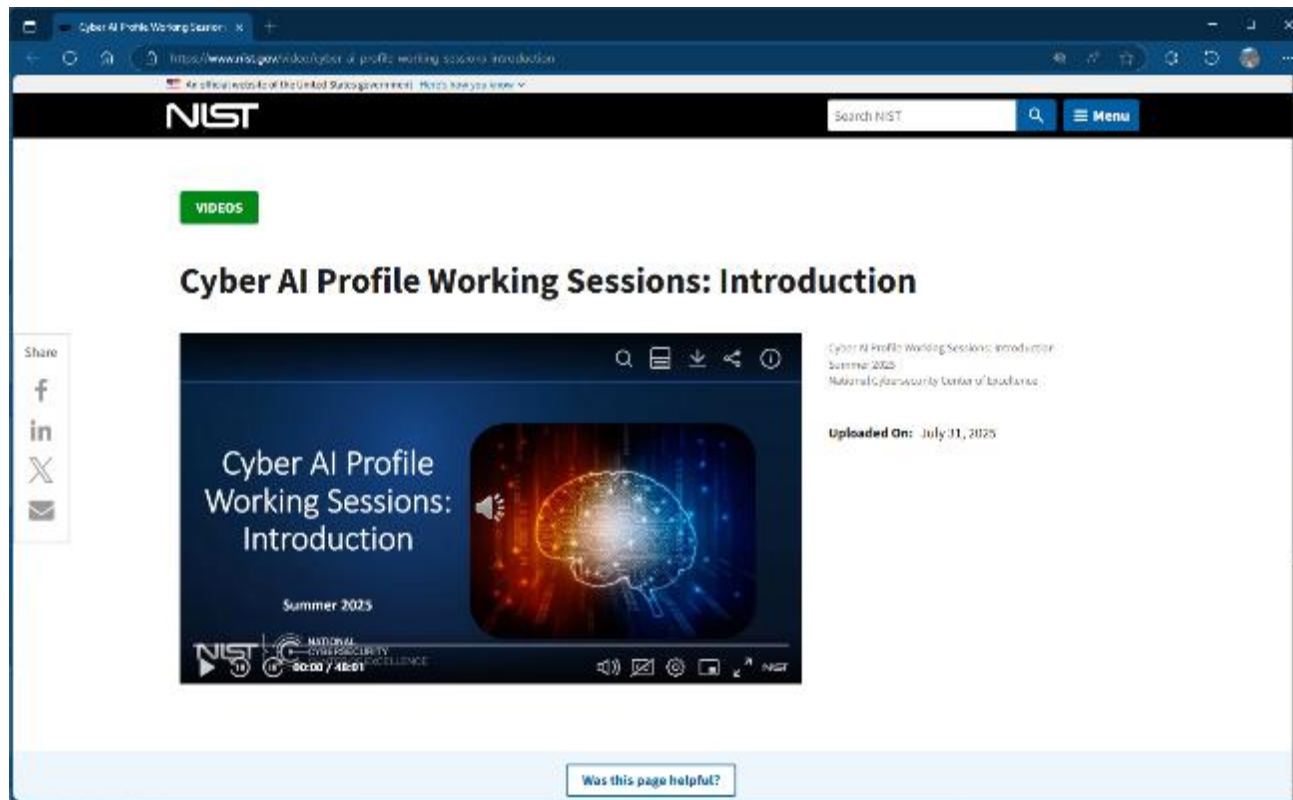 Cyber AI Profile Working Session
https://www.nist.gov/video/cyber-ai-profile-working-sessions-introduction
An official website of the United States government Here's how you know
NIST
Search NIST
Menu
VIDEOS
Cyber AI Profile Working Sessions: Introduction
Share
f
in
X
Cyber AI Profile
Working Sessions:
Introduction
Summer 2025
NIST
NATIONAL
CYBERSECURITY
EXCELLENCE
10
10
00:00 / 48:01
NIST
Cyber AI Profile Working Sessions: Introduction
Summer 2025
National Cybersecurity Center of Excellence
Uploaded On: July 31, 2025
Was this page helpful?